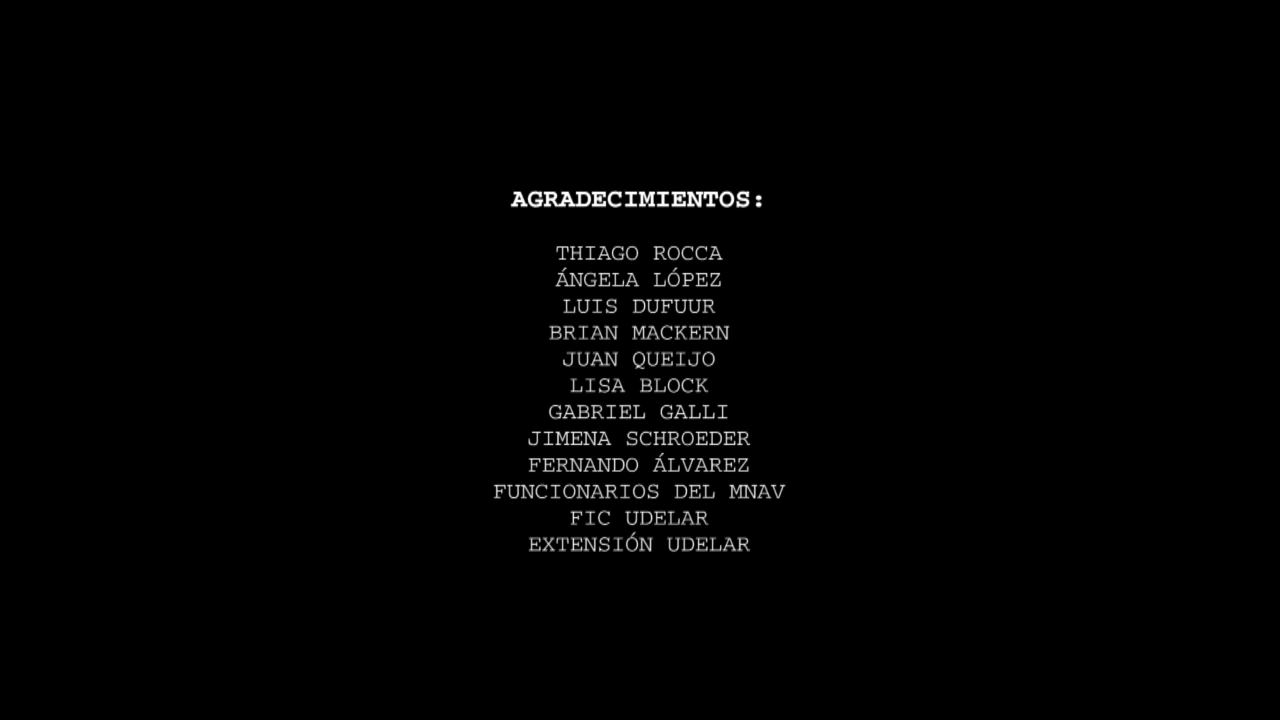 AGRADECIMIENTOS:
THIAGO ROCCA
ÁNGELA LÓPEZ
LUIS DUFUUR
BRIAN MACKERN
JUAN QUEIJO
LISA BLOCK
GABRIEL GALLI
JIMENA SCHROEDER
FERNANDO ÁLVAREZ
FUNCIONARIOS DEL MNAV
FIC UDELAR
EXTENSIÓN UDELAR